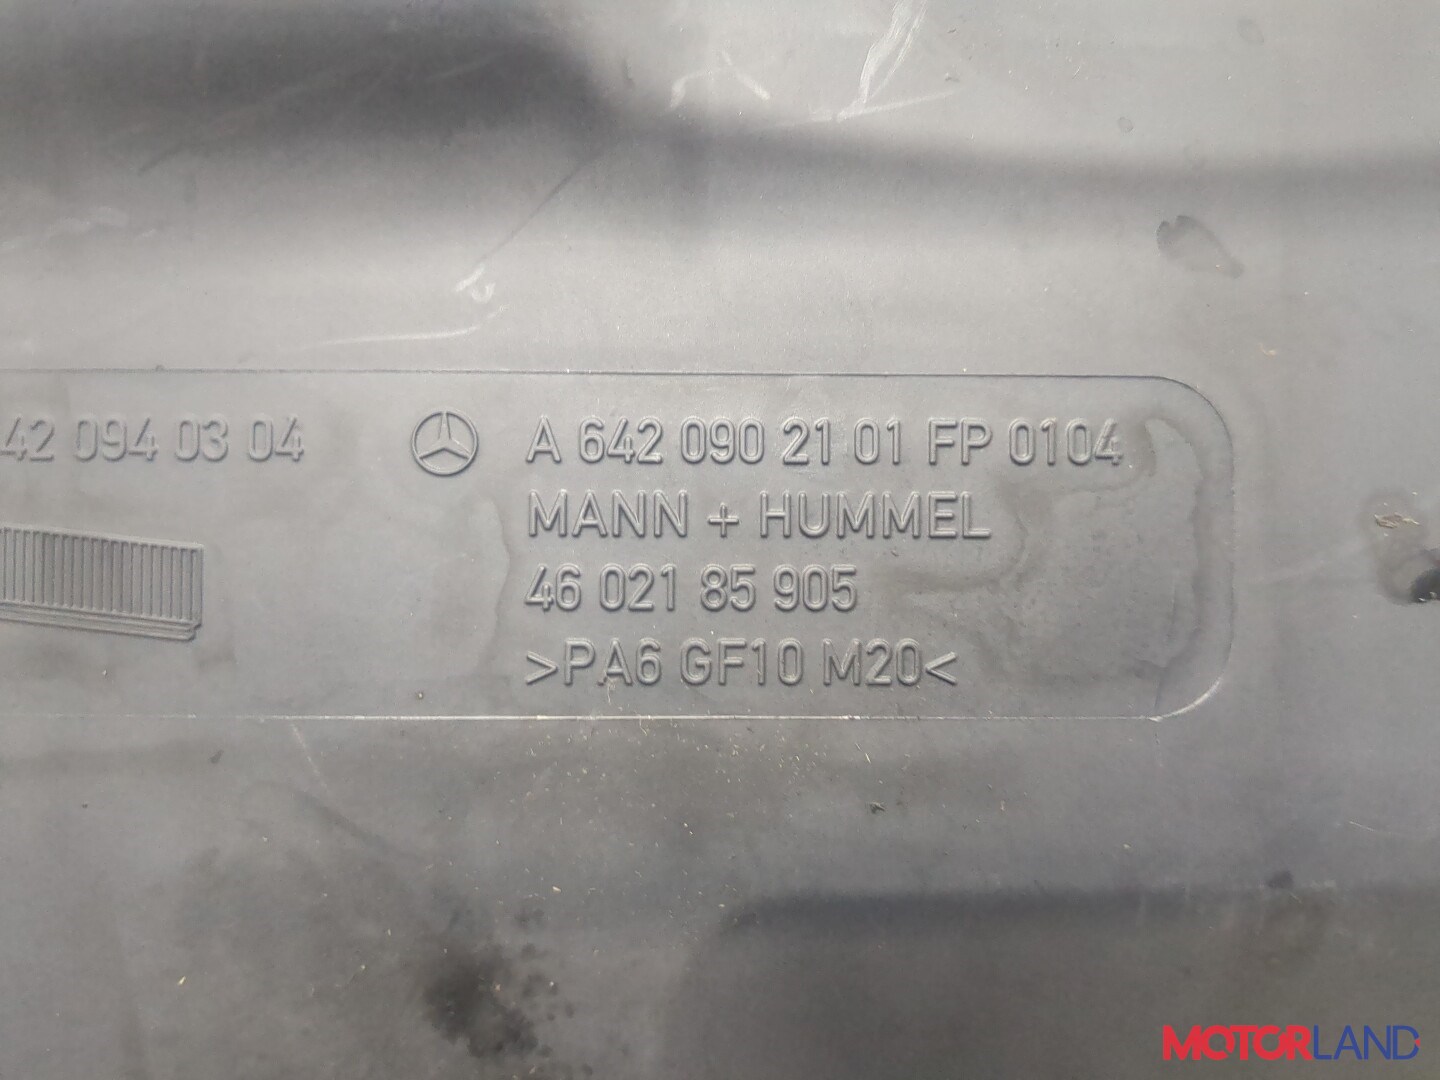 42 094 03 04
A 642 090 21 01 FP 0104
MANN + HUMMEL
46 021 85 905
>PA6 GF10 M20<
MOTORLAND